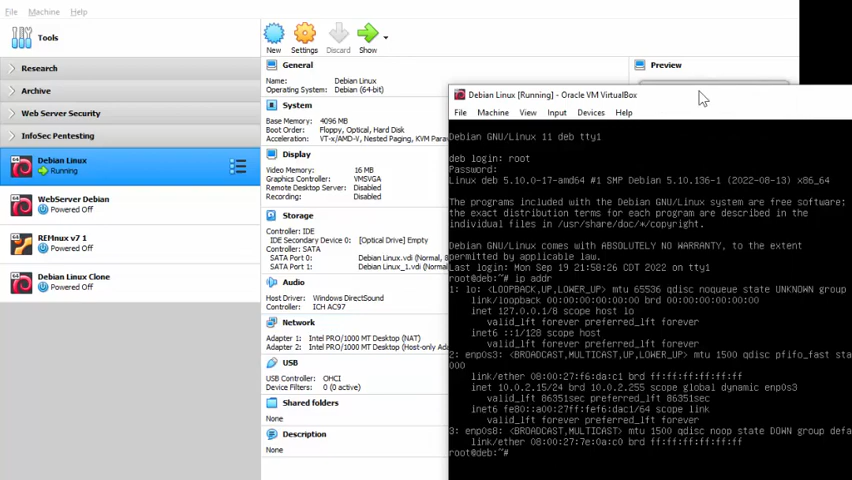 File Machine Help
Tools
Research
Archive
Web Server Security
InfoSec Pentesting
Debian Linux
Running
WebServer Debian
Powered Off
REMnux v7 1
Powered Off
Debian Linux Clone
Powered Off
New Settings Discard Show
General
Name: Debian Linux
Operating System: Debian (64-bit)
System
Base Memory: 4096 MB
Boot Order: Floppy, Optical, Hard Disk
Acceleration: VT-x/AMD-V, Nested Paging, KVM Para
Display
Video Memory: 16 MB
Graphics Controller: VMSVGA
Remote Desktop Server: Disabled
Recording: Disabled
Storage
Controller: IDE
IDE Secondary Device 0: [Optical Drive] Empty
Controller: SATA
SATA Port 0: Debian Linux.vdi (Norm
SATA Port 1: Debian Linux_1.vdi (Nor
Audio
Host Driver: Windows DirectSound
Controller: ICH AC97
Network
Adapter 1: Intel PRO/1000 MT Desktop (NAT)
Adapter 2: Intel PRO/1000 MT Desktop (Host-only Ad
USB
USB Controller: OHCI
Device Filters: 0 (0 active)
Shared folders
None
Description
None
Preview
Debian Linux [Running] - Oracle VM VirtualBox
File Machine View Input Devices Help
Debian GNU/Linux 11 deb tty1
deb login: root
Password:
Linux deb 5.10.0-17-amd64 #1 SMP Debian 5.10.136-1 (2022-08-13) x86_64
The programs included with the Debian GNU/Linux system are free software;
the exact distribution terms for each program are described in the
individual files in /usr/share/doc/*/copyright.
Debian GNU/Linux comes with ABSOLUTELY NO WARRANTY, to the extent
permitted by applicable law.
Last login: Mon Sep 19 21:58:26 CDT 2022 on tty1
root@deb:~# ip addr
1: lo: <LOOPBACK,UP,LOWER_UP> mtu 65536 qdisc noqueue state UNKNOWN group
link/loopback 00:00:00:00:00:00 brd 00:00:00:00:00:00
inet 127.0.0.1/8 scope host lo
valid_lft forever preferred_lft forever
inet6 ::1/128 scope host
valid_lft forever preferred_lft forever
2: enp0s3: <BROADCAST,MULTICAST,UP,LOWER_UP> mtu 1500 qdisc pfifo_fast sta
000
link/ether 08:00:27:f6:da:c1 brd ff:ff:ff:ff:ff:ff
inet 10.0.2.15/24 brd 10.0.2.255 scope global dynamic enp0s3
valid_lft 86351sec preferred_lft 86351sec
inet6 fe80::a00:27ff:fef6:dac1/64 scope link
valid_lft forever preferred_lft forever
3: enp0s8: <BROADCAST,MULTICAST> mtu 1500 qdisc noop state DOWN group defa
link/ether 08:00:27:7e:0a:c0 brd ff:ff:ff:ff:ff:ff
root@deb:~#